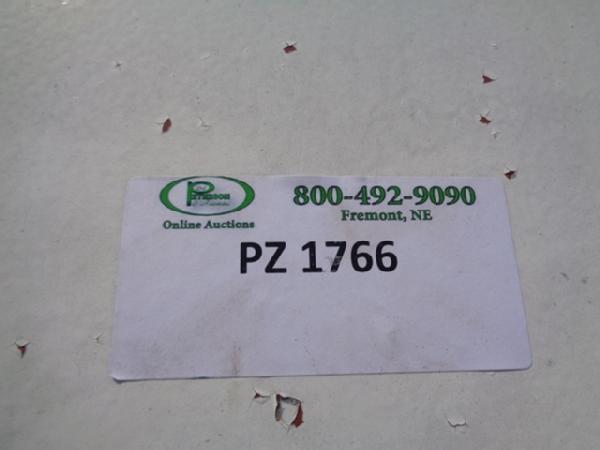 800-492-9090
Fremont, NE
Online Auctions
PZ 1766